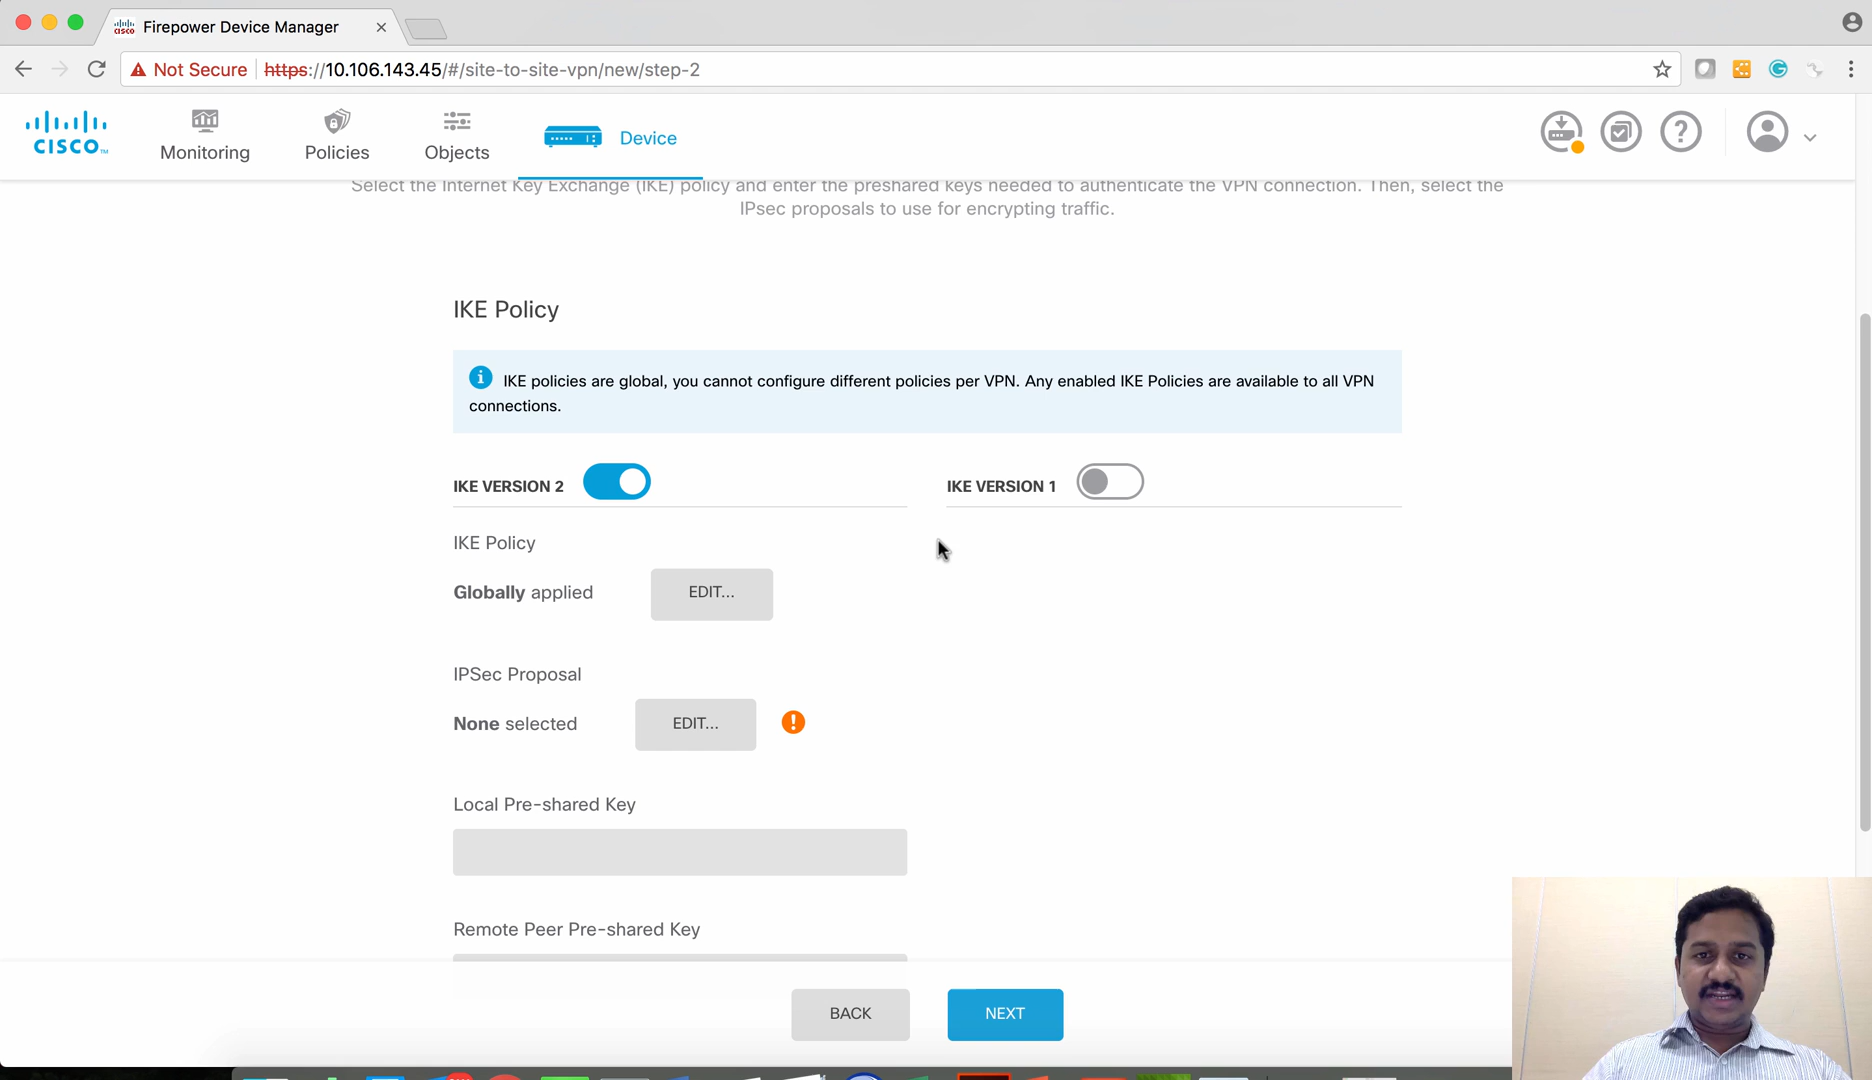 Firepower Device Manager
Not Secure https://10.106.143.45/#/site-to-site-vpn/new/step-2
CISCO
Monitoring
Policies
Objects
Device
Select the Internet Key Exchange (IKE) policy and enter the preshared keys needed to authenticate the VPN connection. Then, select the
IPsec proposals to use for encrypting traffic.
IKE Policy
IKE policies are global, you cannot configure different policies per VPN. Any enabled IKE Policies are available to all VPN
connections.
IKE VERSION 2
IKE VERSION 1
IKE Policy
Globally applied
EDIT...
IPSec Proposal
None selected
EDIT...
Local Pre-shared Key
Remote Peer Pre-shared Key
BACK
NEXT